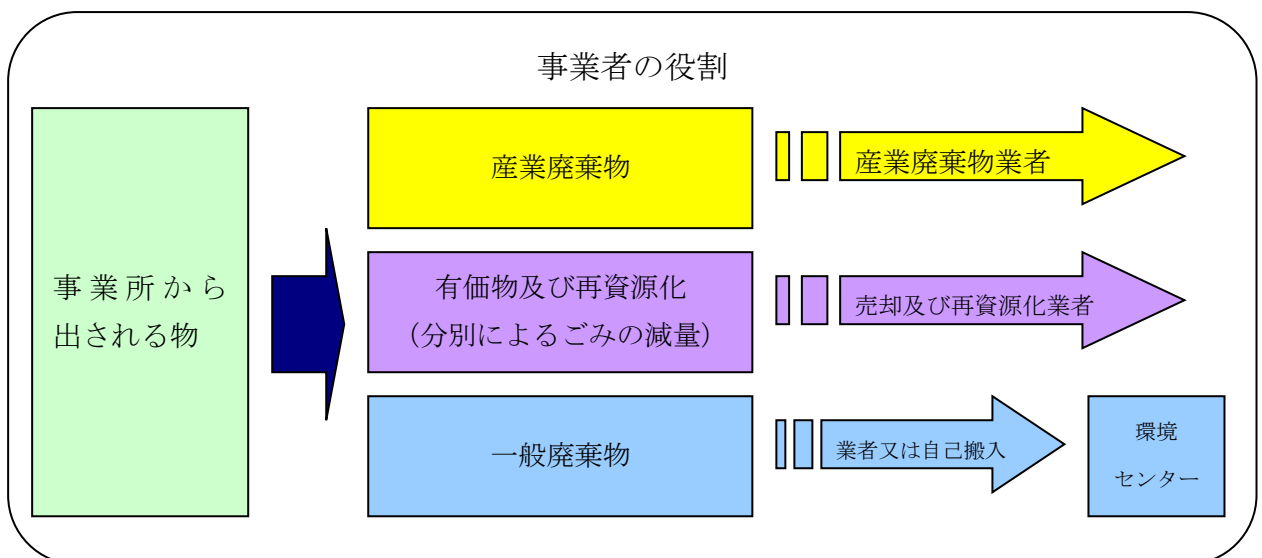 事業者の役割
事業所から
出される物
産業廃棄物
産業廃棄物業者
有価物及び再資源化
（分別によるごみの減量）
売却及び再資源化業者
一般廃棄物
業者又は自己搬入
環境
センター